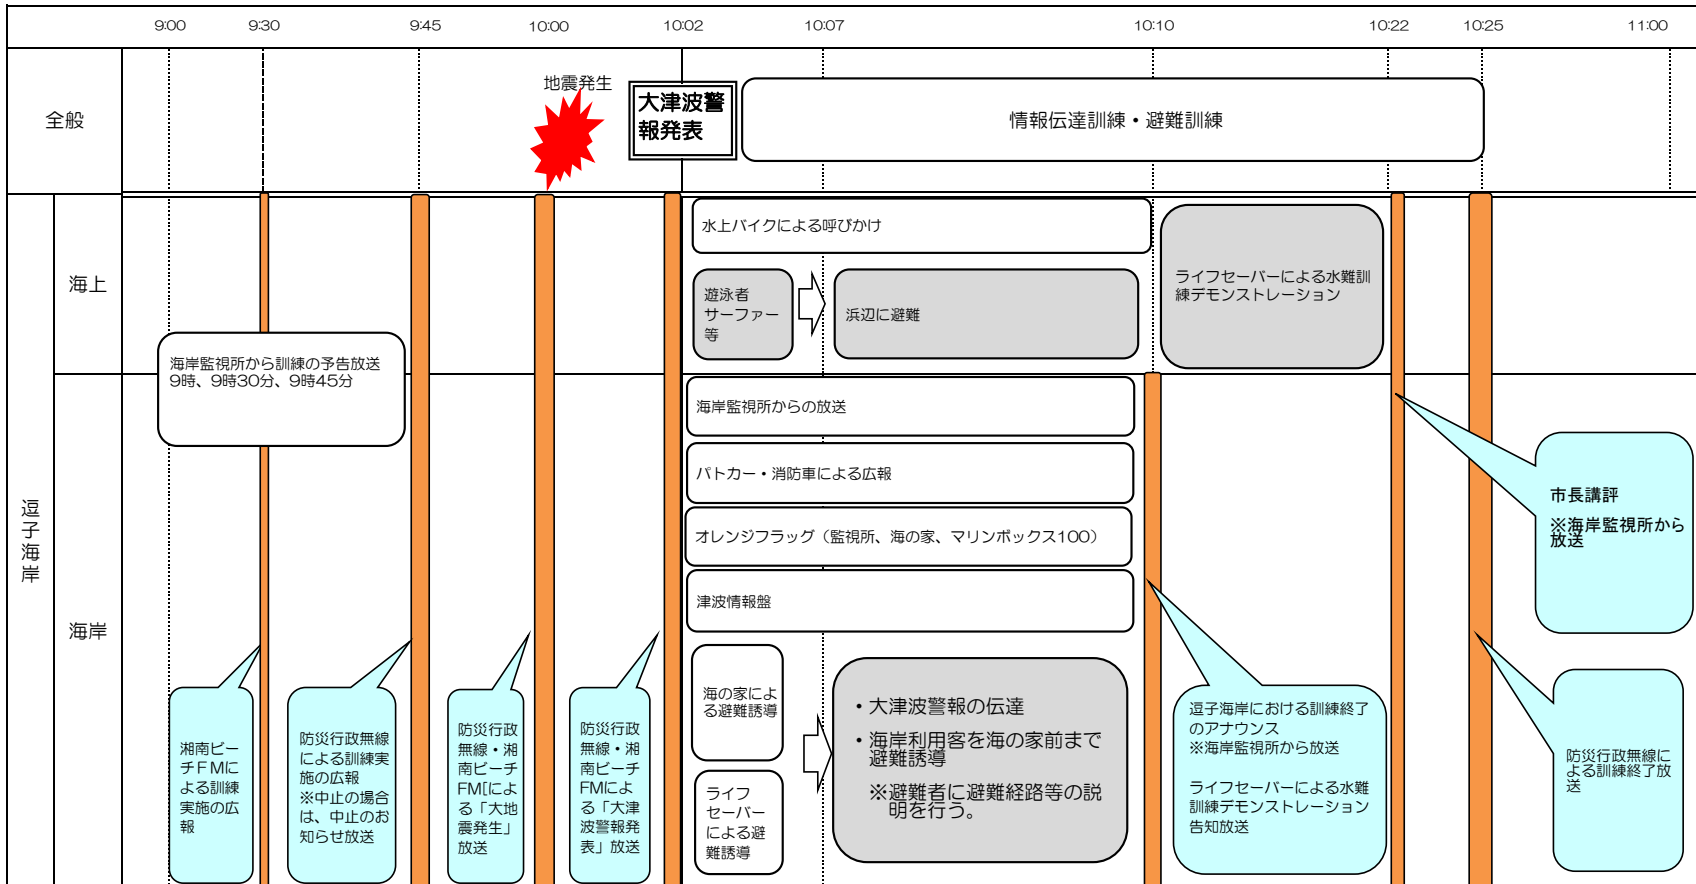 9:00 9:30 9:45 10:00 10:02 10:07 10:10 10:22 10:25 11:00
全般
地震発生
大津波警
報発表
情報伝達訓練・避難訓練
逗子海岸
海上
水上バイクによる呼びかけ
遊泳者
サーファー
等
浜辺に避難
ライフセーバーによる水難訓
練デモンストレーション
海岸監視所から訓練の予告放送
9時、9時30分、9時45分
海岸
海岸監視所からの放送
パトカー・消防車による広報
オレンジフラッグ（監視所、海の家、マリンボックス100）
津波情報盤
海の家によ
る避難誘導
ライフ
セーバー
による避
難誘導
・大津波警報の伝達
・海岸利用客を海の家前まで
避難誘導
※避難者に避難経路等の説
明を行う。
湘南ビー
チFMに
よる訓練
実施の広
報
防災行政無線
による訓練実
施の広報
※中止の場合
は、中止のお
知らせ放送
防災行政
無線・湘
南ビーチ
FM[によ
る「大地
震発生」
放送
防災行政
無線・湘
南ビーチ
FMによ
る「大津
波警報発
表」放送
逗子海岸における訓練終了
のアナウンス
※海岸監視所から放送
ライフセーバーによる水難
訓練デモンストレーション
告知放送
市長講評
※海岸監視所から
放送
防災行政無線に
よる訓練終了放
送